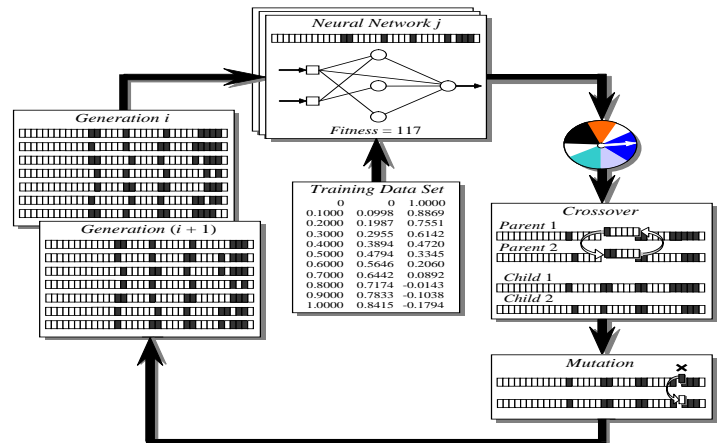 Neural Network j
Fitness = 117
Generation i
Generation (i + 1)
Training Data Set
0 0 1.0000
0.1000 0.0998 0.8869
0.2000 0.1987 0.7551
0.3000 0.2955 0.6142
0.4000 0.3894 0.4720
0.5000 0.4794 0.3345
0.6000 0.5646 0.2060
0.7000 0.6442 0.0892
0.8000 0.7174 -0.0143
0.9000 0.7833 -0.1038
1.0000 0.8415 -0.1794
Crossover
Parent 1
Parent 2
Child 1
Child 2
Mutation